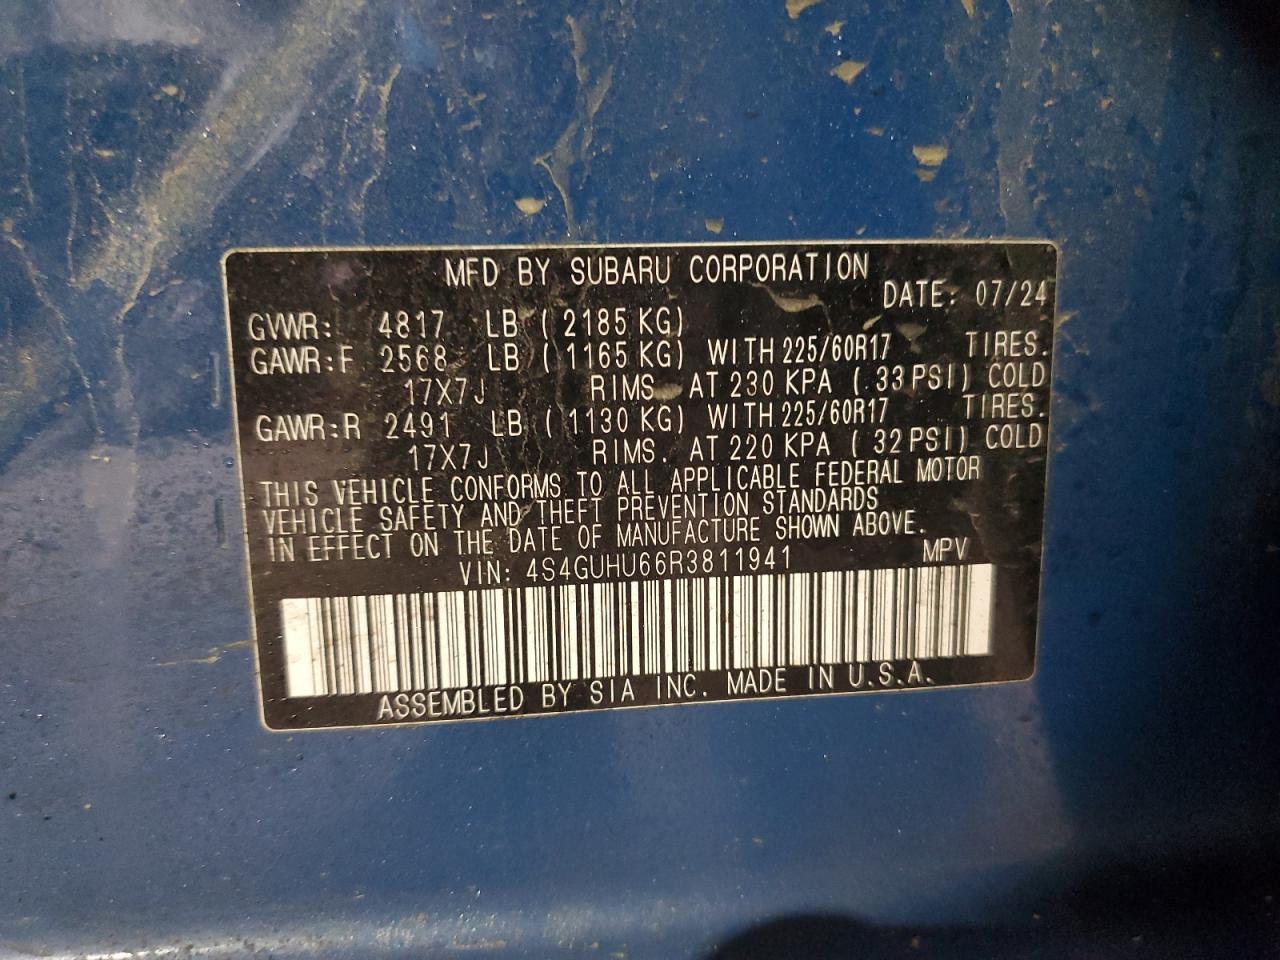 MFD BY SUBARU CORPORATION
DATE: 07/24
GVWR: 4817 LB ( 2185 KG)
GAWR:F 2568 LB ( 1165 KG) WITH 225/60R17 TIRES.
17X7J RIMS. AT 230 KPA ( 33 PSI) COLD
GAWR:R 2491 LB ( 1130 KG) WITH 225/60R17 TIRES.
17X7J RIMS. AT 220 KPA ( 32 PSI) COLD
THIS VEHICLE CONFORMS TO ALL APPLICABLE FEDERAL MOTOR
VEHICLE SAFETY AND THEFT PREVENTION STANDARDS
IN EFFECT ON THE DATE OF MANUFACTURE SHOWN ABOVE.
VIN: 4S4GUHU66R3811941 MPV
ASSEMBLED BY SIA INC. MADE IN U.S.A.